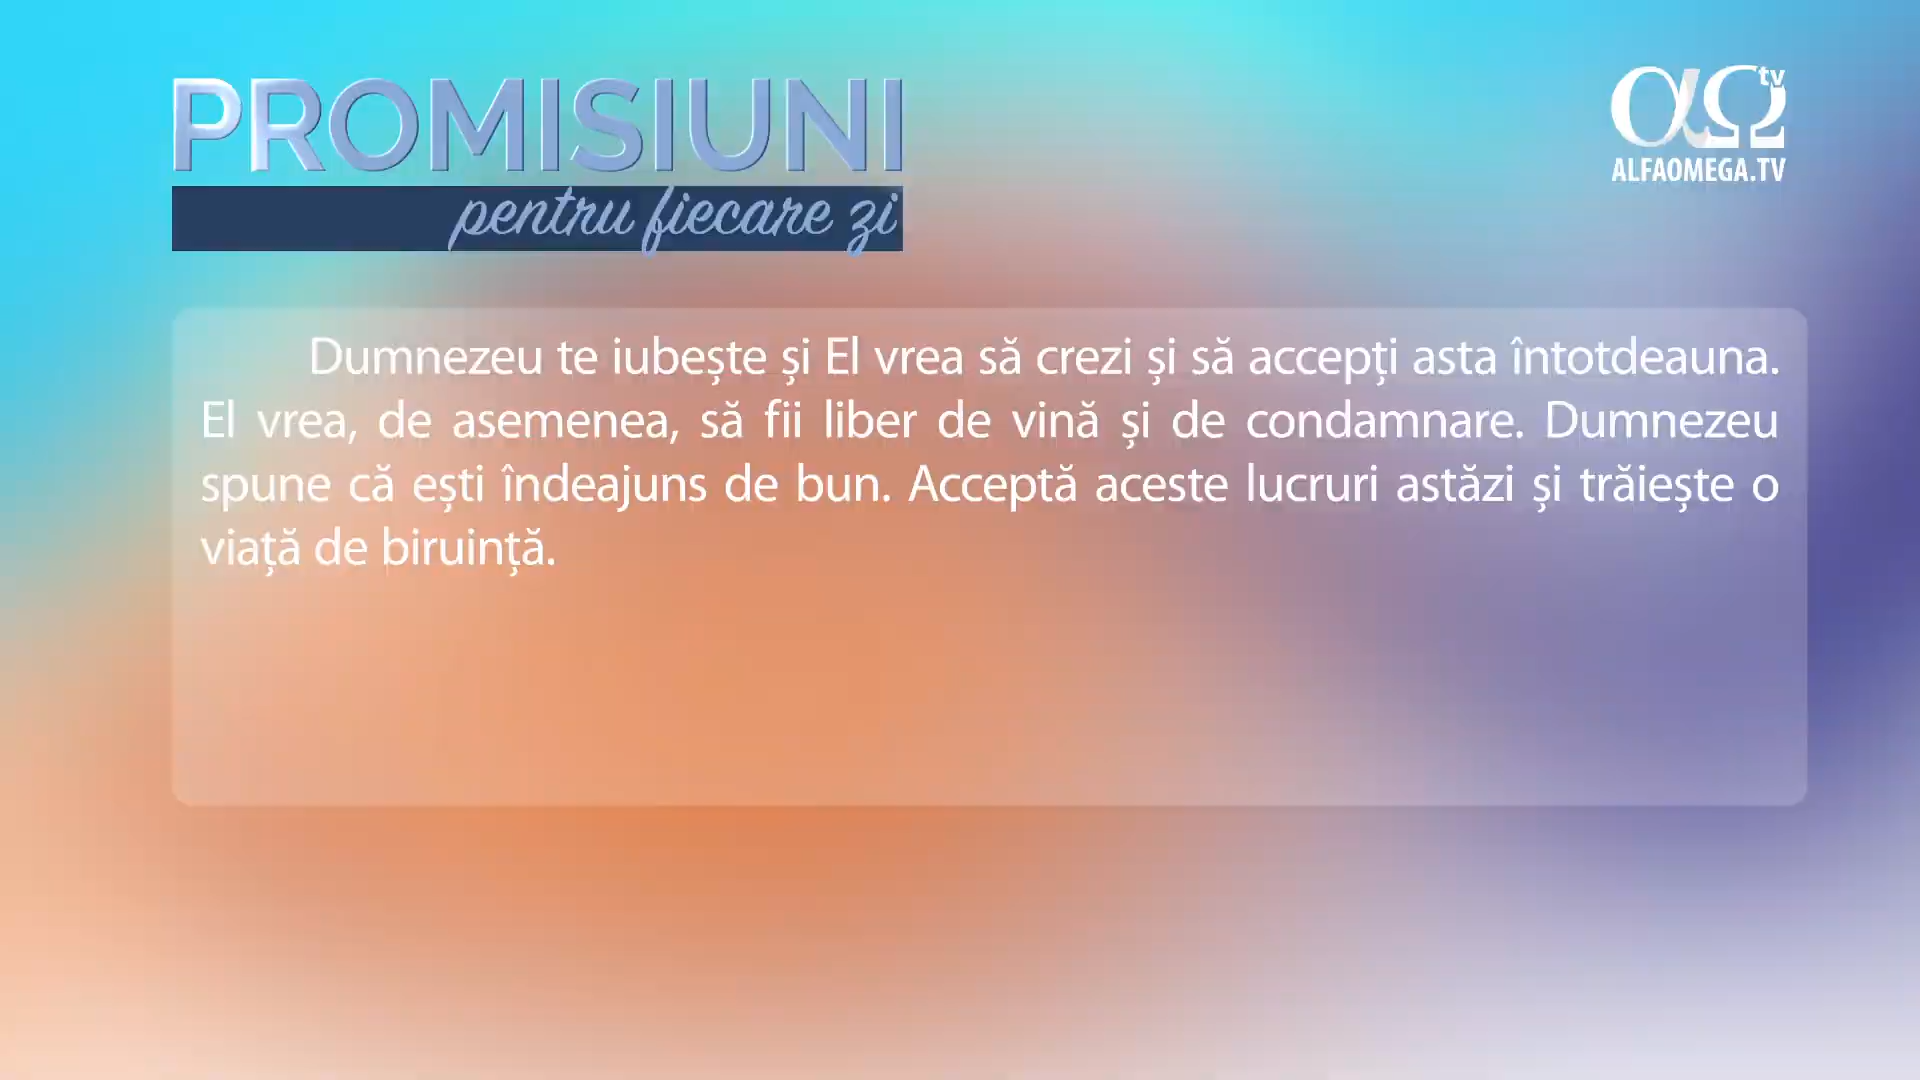 PROMISIUNI
pentru fiecare zi
αΩ tv
ALFAOMEGA.TV
Dumnezeu te iubește și El vrea să crezi și să accepți asta întotdeauna.
El vrea, de asemenea, să fii liber de vină și de condamnare. Dumnezeu
spune că ești îndeajuns de bun. Acceptă aceste lucruri astăzi și trăiește o
viață de biruință.